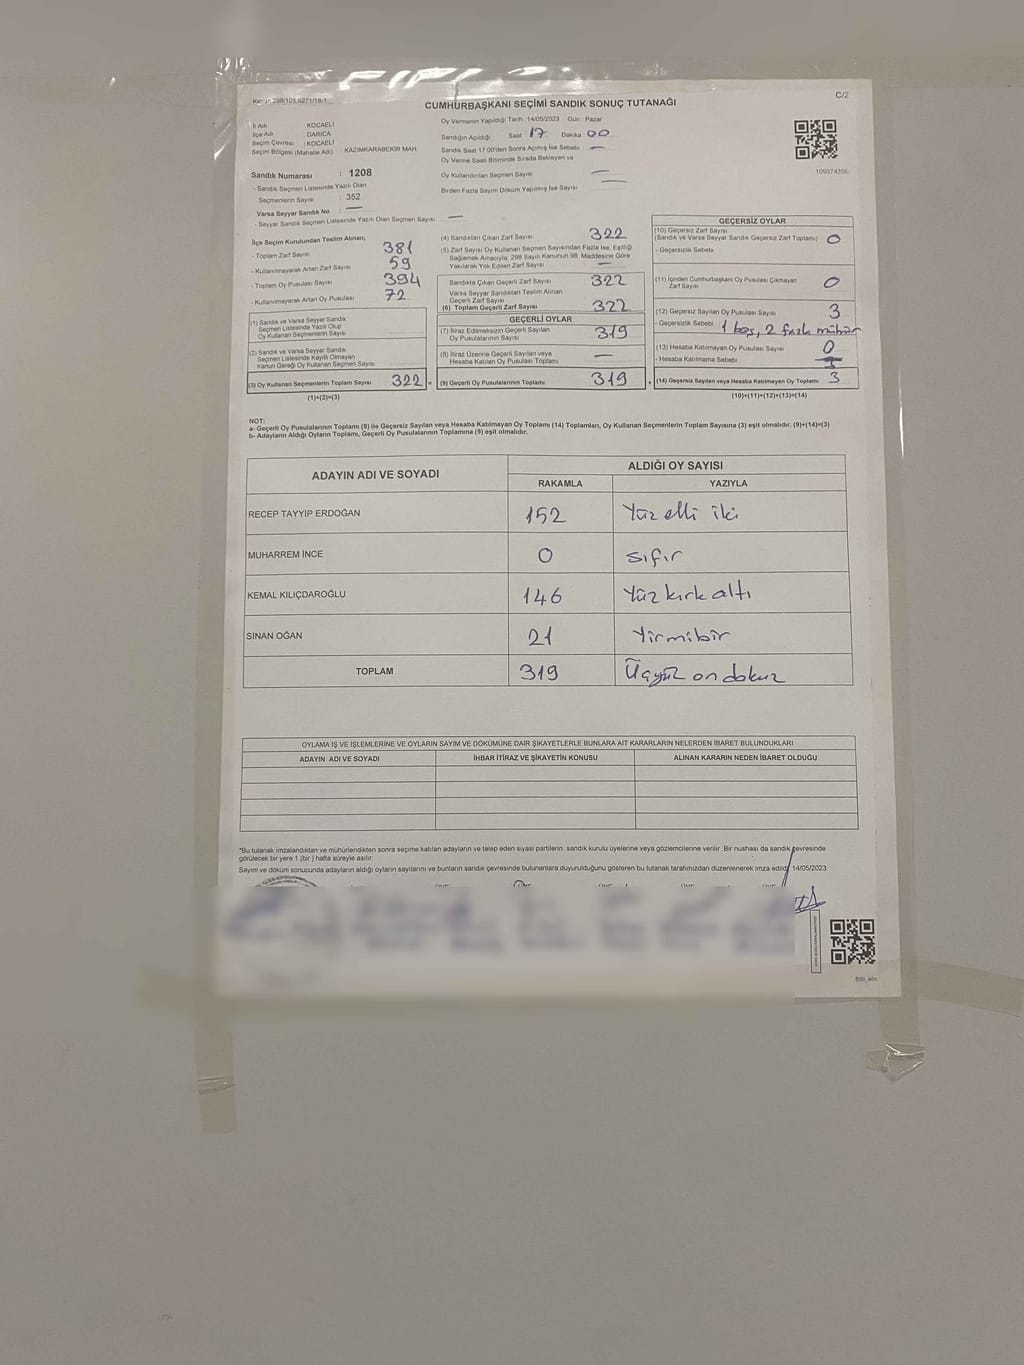 Kanun 298/109,6271/18-1
C/2
CUMHURBAŞKANI SEÇİMİ SANDIK SONUÇ TUTANAĞI
İl Adı : KOCAELİ
İlçe Adı : DARICA
Seçim Çevresi : KOCAELİ
Seçim Bölgesi (Mahalle Adı) KAZIMKARABEKİR MAH
Sandık Numarası : 1208
- Sandık Seçmen Listesinde Yazılı Olan
Seçmenlerin Sayısı : 352
Varsa Seyyar Sandık No : —
- Seyyar Sandık Seçmen Listesinde Yazılı Olan Seçmen Sayısı —
Oy Vermenin Yapıldığı Tarih : 14/05/2023 Gün : Pazar
Sandığın Açıldığı Saat : 17 Dakika : 00
Sandık Saat 17:00'den Sonra Açılmış İse Sebebi —
Oy Verme Saati Bitiminde Sırada Bekleyen ve
Oy Kullandırılan Seçmen Sayısı —
Birden Fazla Sayım Döküm Yapılmış İse Sayısı —
109374356
İlçe Seçim Kurulundan Teslim Alınan;
- Toplam Zarf Sayısı 381
- Kullanılmayarak Artan Zarf Sayısı 59
- Toplam Oy Pusulası Sayısı 394
- Kullanılmayarak Artan Oy Pusulası 72
(1) Sandık ve Varsa Seyyar Sandık
Seçmen Listesinde Yazılı Olup
Oy Kullanan Seçmenlerin Sayısı
(2) Sandık ve Varsa Seyyar Sandık
Seçmen Listesinde Kayıtlı Olmayan
Kanun Gereği Oy Kullanan Seçmen Sayısı
(3) Oy Kullanan Seçmenlerin Toplam Sayısı 322 =
(1)+(2)=(3)
(4) Sandıktan Çıkan Zarf Sayısı 322
(5) Zarf Sayısı Oy Kullanan Seçmen Sayısından Fazla İse, Eşitliği
Sağlamak Amacıyla, 298 Sayılı Kanunun 98. Maddesine Göre
Yakılarak Yok Edilen Zarf Sayısı —
Sandıkta Çıkan Geçerli Zarf Sayısı 322
Varsa Seyyar Sandıktan Teslim Alınan
Geçerli Zarf Sayısı
(6) Toplam Geçerli Zarf Sayısı 322
GEÇERLİ OYLAR
(7) İtiraz Edilmeksizin Geçerli Sayılan
Oy Pusulalarının Sayısı 319
(8) İtiraz Üzerine Geçerli Sayılan veya
Hesaba Katılan Oy Pusulası Toplamı —
(9) Geçerli Oy Pusulalarının Toplamı 319 +
GEÇERSİZ OYLAR
(10) Geçersiz Zarf Sayısı
(Sandık ve Varsa Seyyar Sandık Geçersiz Zarf Toplamı) 0
- Geçersizlik Sebebi
(11) İçinden Cumhurbaşkanı Oy Pusulası Çıkmayan
Zarf Sayısı 0
(12) Geçersiz Sayılan Oy Pusulası Sayısı 3
- Geçersizlik Sebebi 1 boş, 2 fazla mühür
(13) Hesaba Katılmayan Oy Pusulası Sayısı 0
- Hesaba Katılmama Sebebi
(14) Geçersiz Sayılan veya Hesaba Katılmayan Oy Toplamı 3
(10)+(11)+(12)+(13)=(14)
NOT:
a- Geçerli Oy Pusulalarının Toplamı (9) ile Geçersiz Sayılan veya Hesaba Katılmayan Oy Toplamı (14) Toplamları, Oy Kullanan Seçmenlerin Toplam Sayısına (3) eşit olmalıdır. (9)+(14)=(3)
b- Adayların Aldığı Oyların Toplamı, Geçerli Oy Pusulalarının Toplamına (9) eşit olmalıdır.
ADAYIN ADI VE SOYADI ALDIĞI OY SAYISI
RAKAMLA YAZIYLA
RECEP TAYYİP ERDOĞAN 152 Yüz elli iki
MUHARREM İNCE 0 sıfır
KEMAL KILIÇDAROĞLU 146 Yüz kırk altı
SİNAN OĞAN 21 Yirmibir
TOPLAM 319 Üçyüz on dokuz
OYLAMA İŞ VE İŞLEMLERİNE VE OYLARIN SAYIM VE DÖKÜMÜNE DAİR ŞİKAYETLERLE BUNLARA AİT KARARLARIN NELERDEN İBARET BULUNDUKLARI
ADAYIN ADI VE SOYADI İHBAR İTİRAZ VE ŞİKAYETİN KONUSU ALINAN KARARIN NEDEN İBARET OLDUĞU
*Bu tutanak imzalandıktan ve mühürlendikten sonra seçime katılan adayların ve talep eden siyasi partilerin sandık kurulu üyelerine veya gözlemcilerine verilir. Bir nüshası da sandık çevresinde
görülecek bir yere 1 (bir) hafta süreyle asılır.
Sayım ve döküm sonucunda adayların aldığı oyların sayılarını ve bunların sandık çevresinde bulunanlara duyurulduğunu gösteren bu tutanak tarafımızdan düzenlenerek imza edildi. 14/05/2023